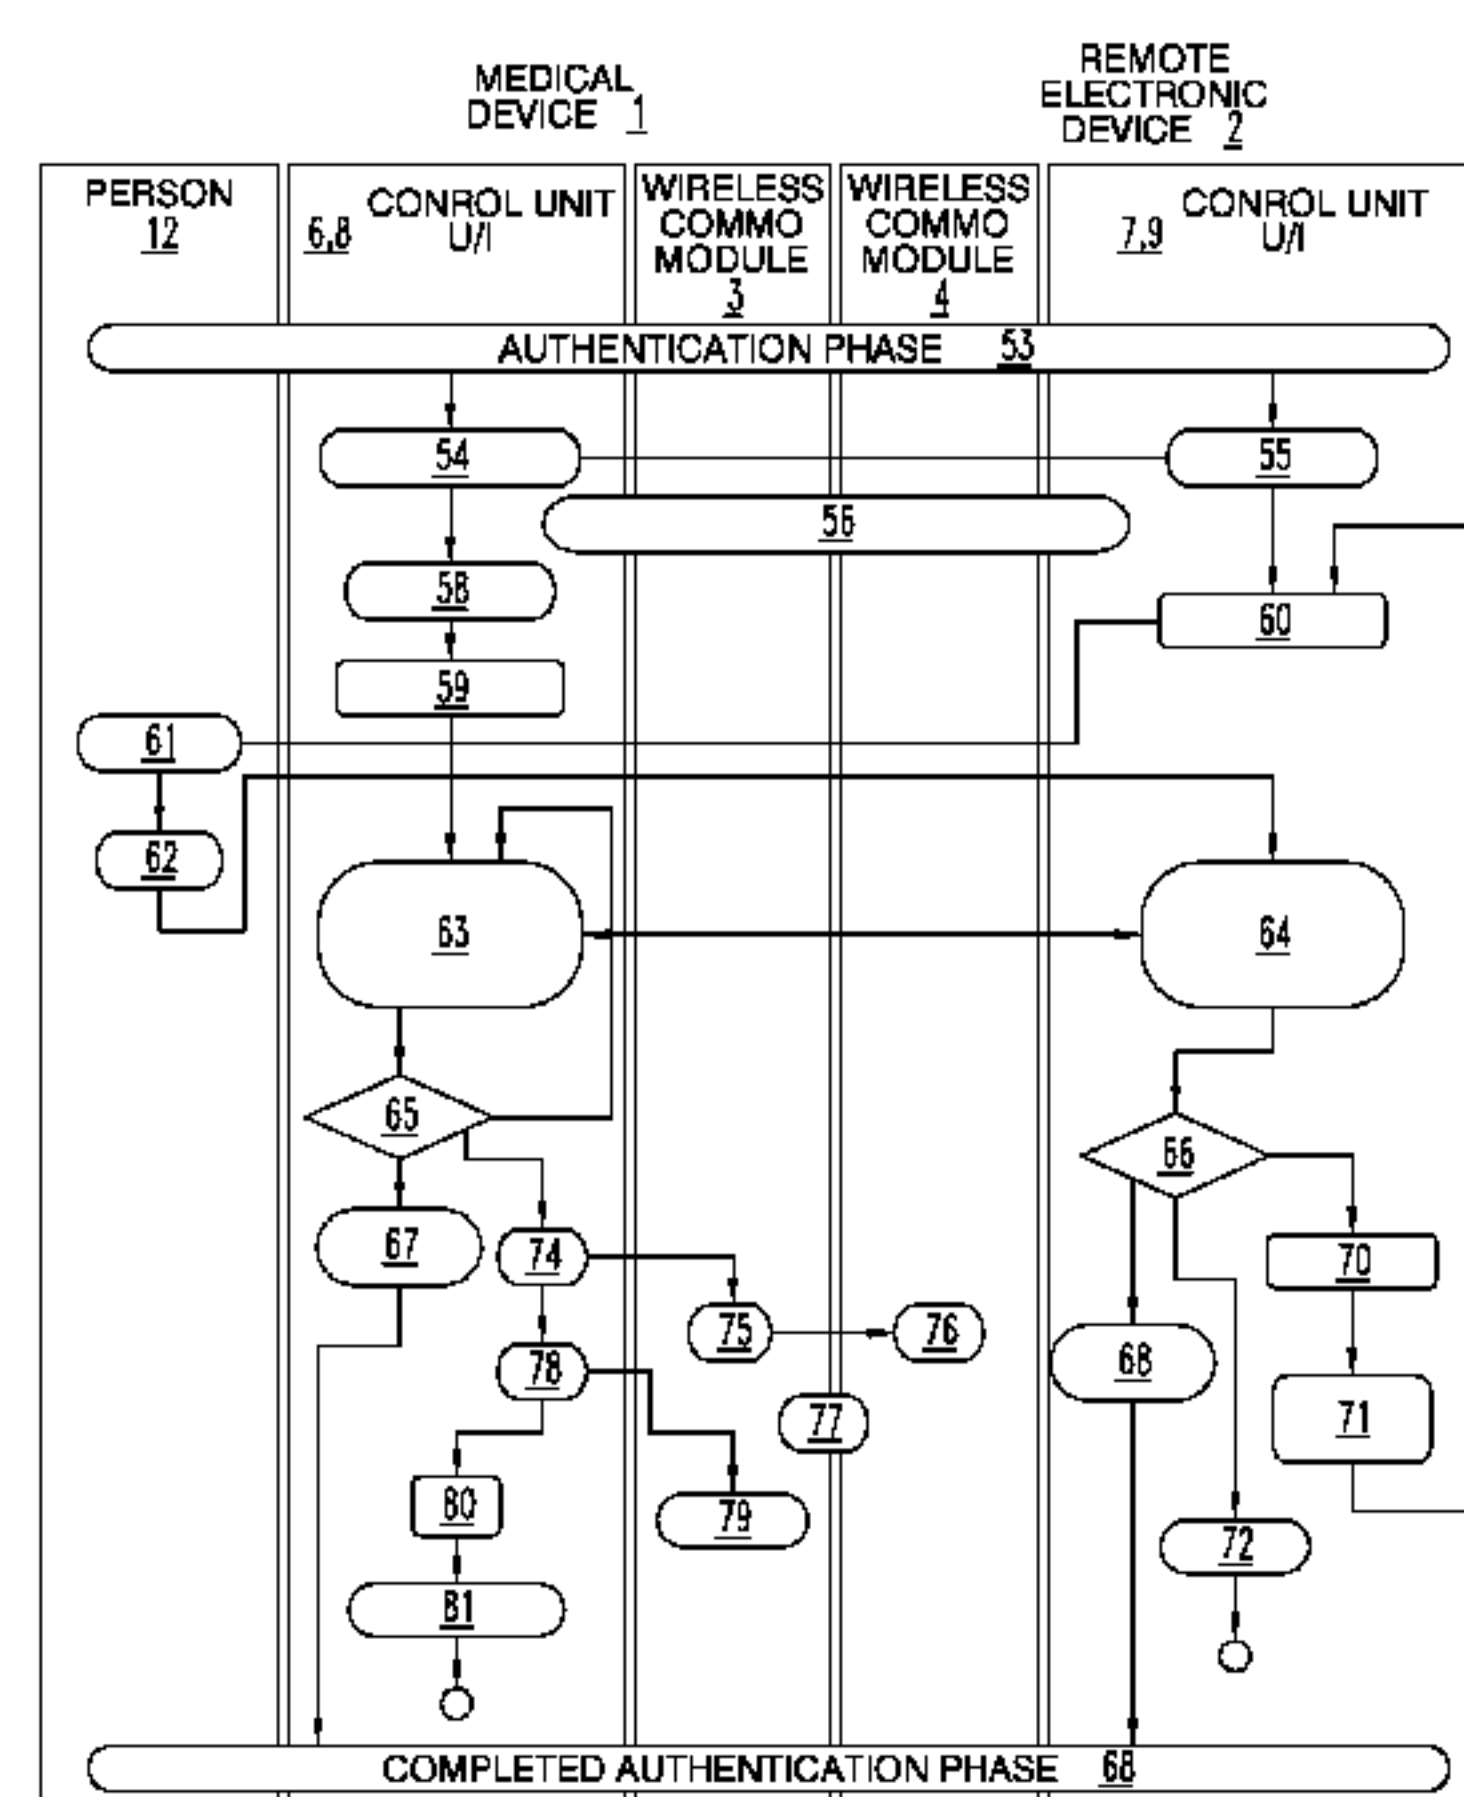 MEDICAL
DEVICE 1
REMOTE
ELECTRONIC
DEVICE 2
PERSON
12
CONROL UNIT
6,8 U/I
WIRELESS
COMMO
MODULE
3
WIRELESS
COMMO
MODULE
4
CONROL UNIT
7,9 U/I
AUTHENTICATION PHASE 53
54
55
56
58
60
59
61
62
63
64
65
66
67
74
70
75
76
68
78
77
71
80
79
72
81
COMPLETED AUTHENTICATION PHASE 68